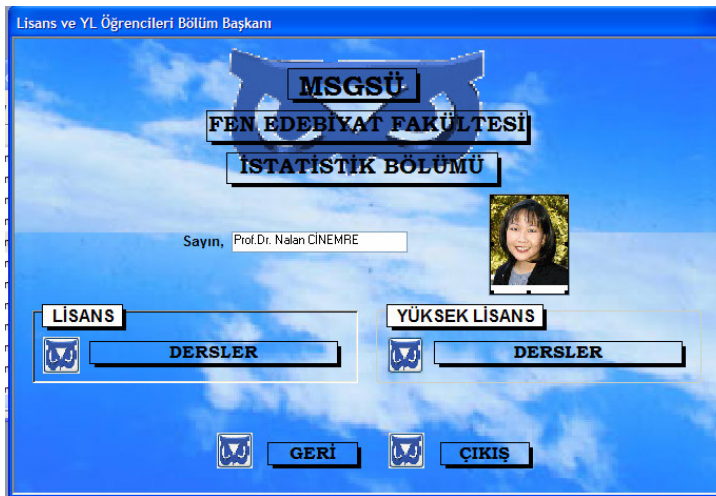 Lisans ve YL Öğrencileri Bölüm Başkanı
MSGSÜ
FEN EDEBİYAT FAKÜLTESİ
İSTATİSTİK BÖLÜMÜ
Sayın, Prof.Dr. Nalan CİNEMRE
LİSANS
DERSLER
YÜKSEK LİSANS
DERSLER
GERİ
ÇIKIŞ